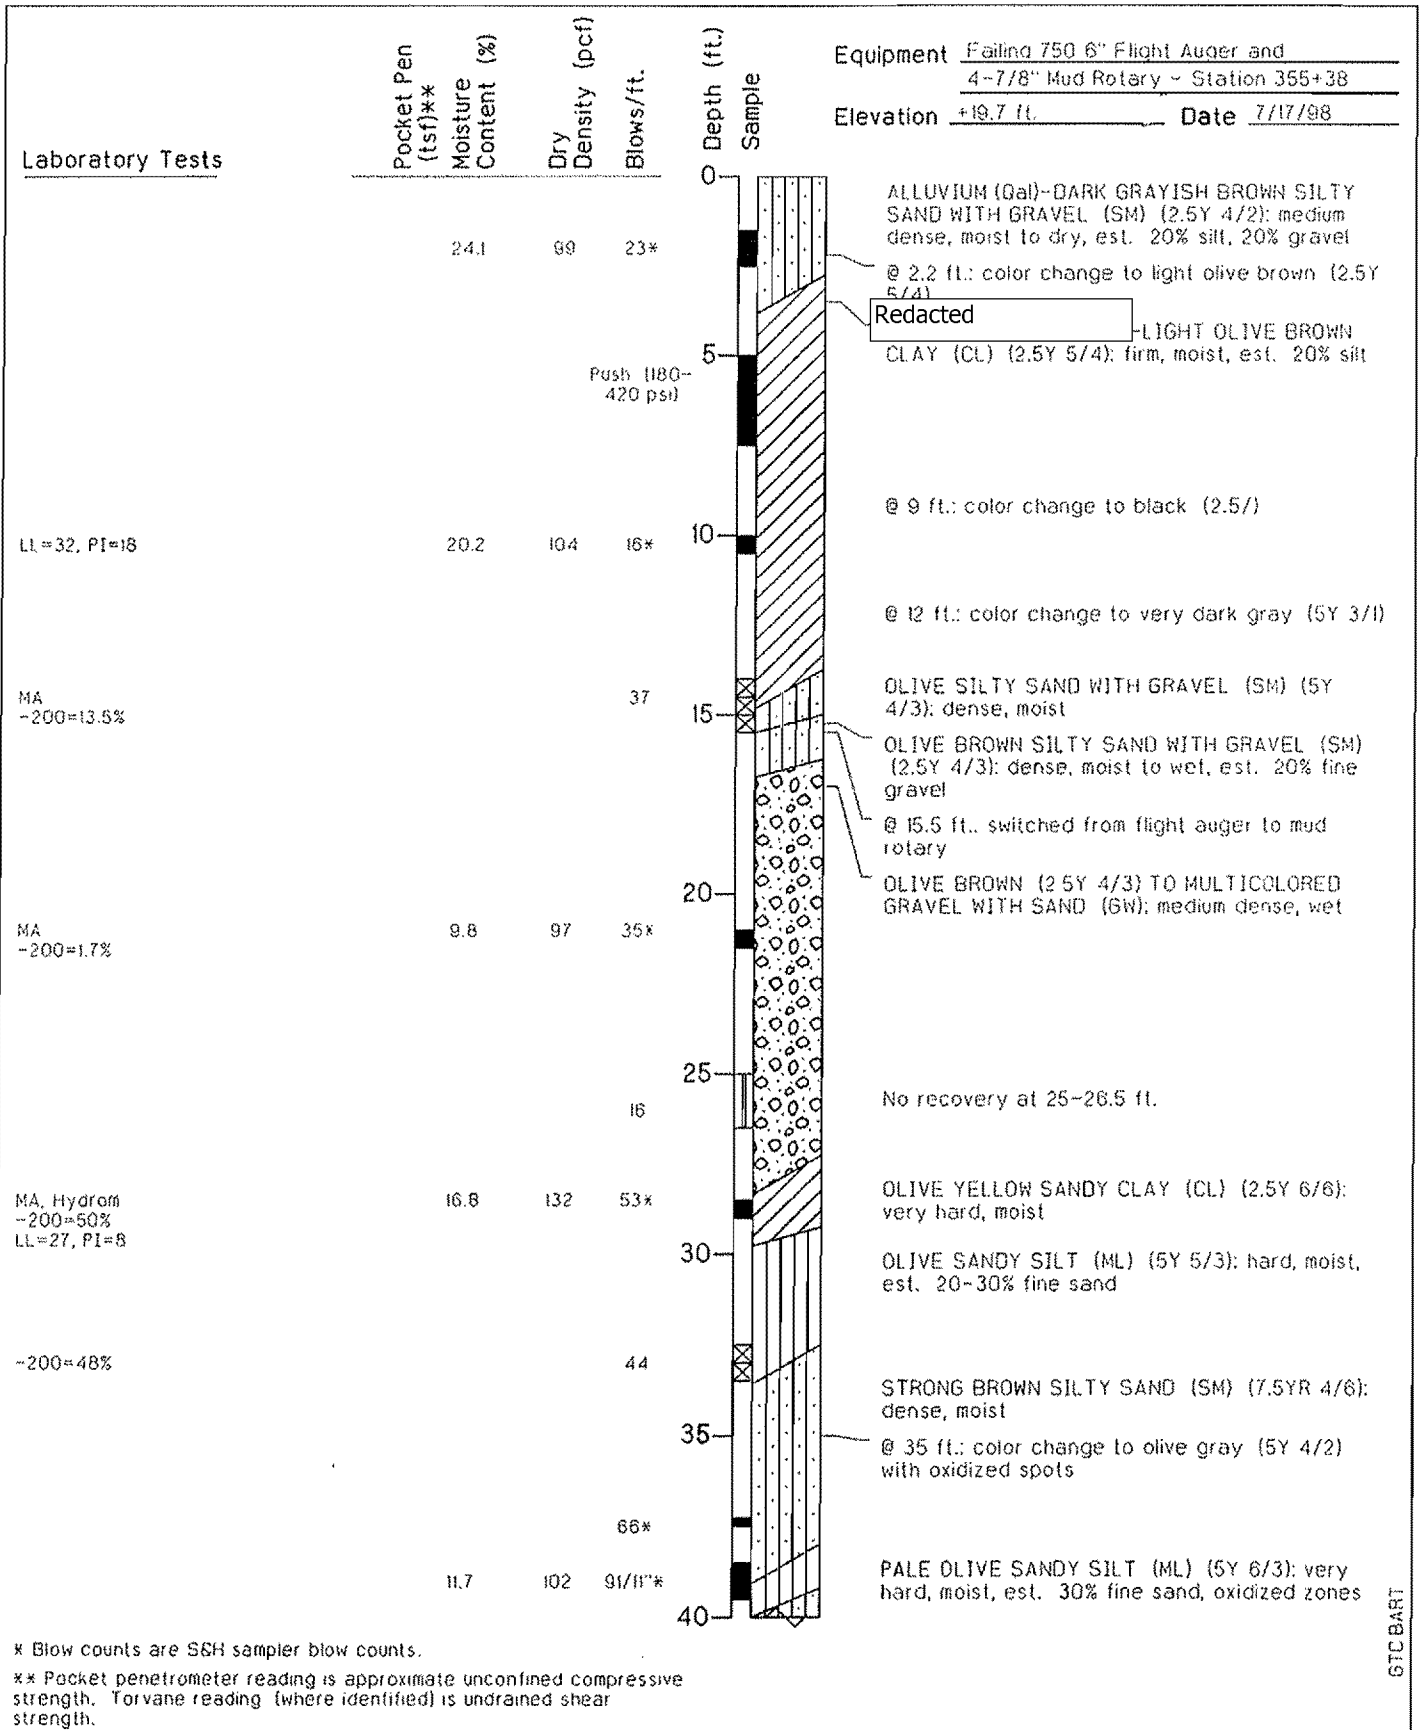 Equipment Failing 750 6" Flight Auger and
4-7/8" Mud Rotary - Station 355+38
Elevation +19.7 ft. Date 7/17/98
Laboratory Tests
Pocket Pen
(tsf)**
Moisture
Content (%)
Dry
Density (pcf)
Blows/ft.
Depth (ft.)
Sample
0
ALLUVIUM (Qal)-DARK GRAYISH BROWN SILTY
SAND WITH GRAVEL (SM) (2.5Y 4/2): medium
dense, moist to dry, est. 20% silt, 20% gravel
24.1 99 23*
@ 2.2 ft.: color change to light olive brown (2.5Y
5/4)
Redacted
-LIGHT OLIVE BROWN
CLAY (CL) (2.5Y 5/4): firm, moist, est. 20% silt
5
Push (180-
420 psi)
@ 9 ft.: color change to black (2.5/)
10
LL=32, PI=18 20.2 104 16*
@ 12 ft.: color change to very dark gray (5Y 3/1)
OLIVE SILTY SAND WITH GRAVEL (SM) (5Y
4/3): dense, moist
MA 37
-200=13.5%
15
OLIVE BROWN SILTY SAND WITH GRAVEL (SM)
(2.5Y 4/3): dense, moist to wet, est. 20% fine
gravel
@ 15.5 ft.. switched from flight auger to mud
rotary
OLIVE BROWN (2.5Y 4/3) TO MULTICOLORED
GRAVEL WITH SAND (GW): medium dense, wet
20
MA 9.8 97 35*
-200=1.7%
25
No recovery at 25-26.5 ft.
16
MA, Hydrom 16.8 132 53*
-200=50%
LL=27, PI=8
OLIVE YELLOW SANDY CLAY (CL) (2.5Y 6/6):
very hard, moist
30
OLIVE SANDY SILT (ML) (5Y 5/3): hard, moist,
est. 20-30% fine sand
-200=48% 44
STRONG BROWN SILTY SAND (SM) (7.5YR 4/6):
dense, moist
35
@ 35 ft.: color change to olive gray (5Y 4/2)
with oxidized spots
66*
11.7 102 91/11"*
PALE OLIVE SANDY SILT (ML) (5Y 6/3): very
hard, moist, est. 30% fine sand, oxidized zones
40
GTCBART
* Blow counts are S&H sampler blow counts.
** Pocket penetrometer reading is approximate unconfined compressive
strength. Torvane reading (where identified) is undrained shear
strength.